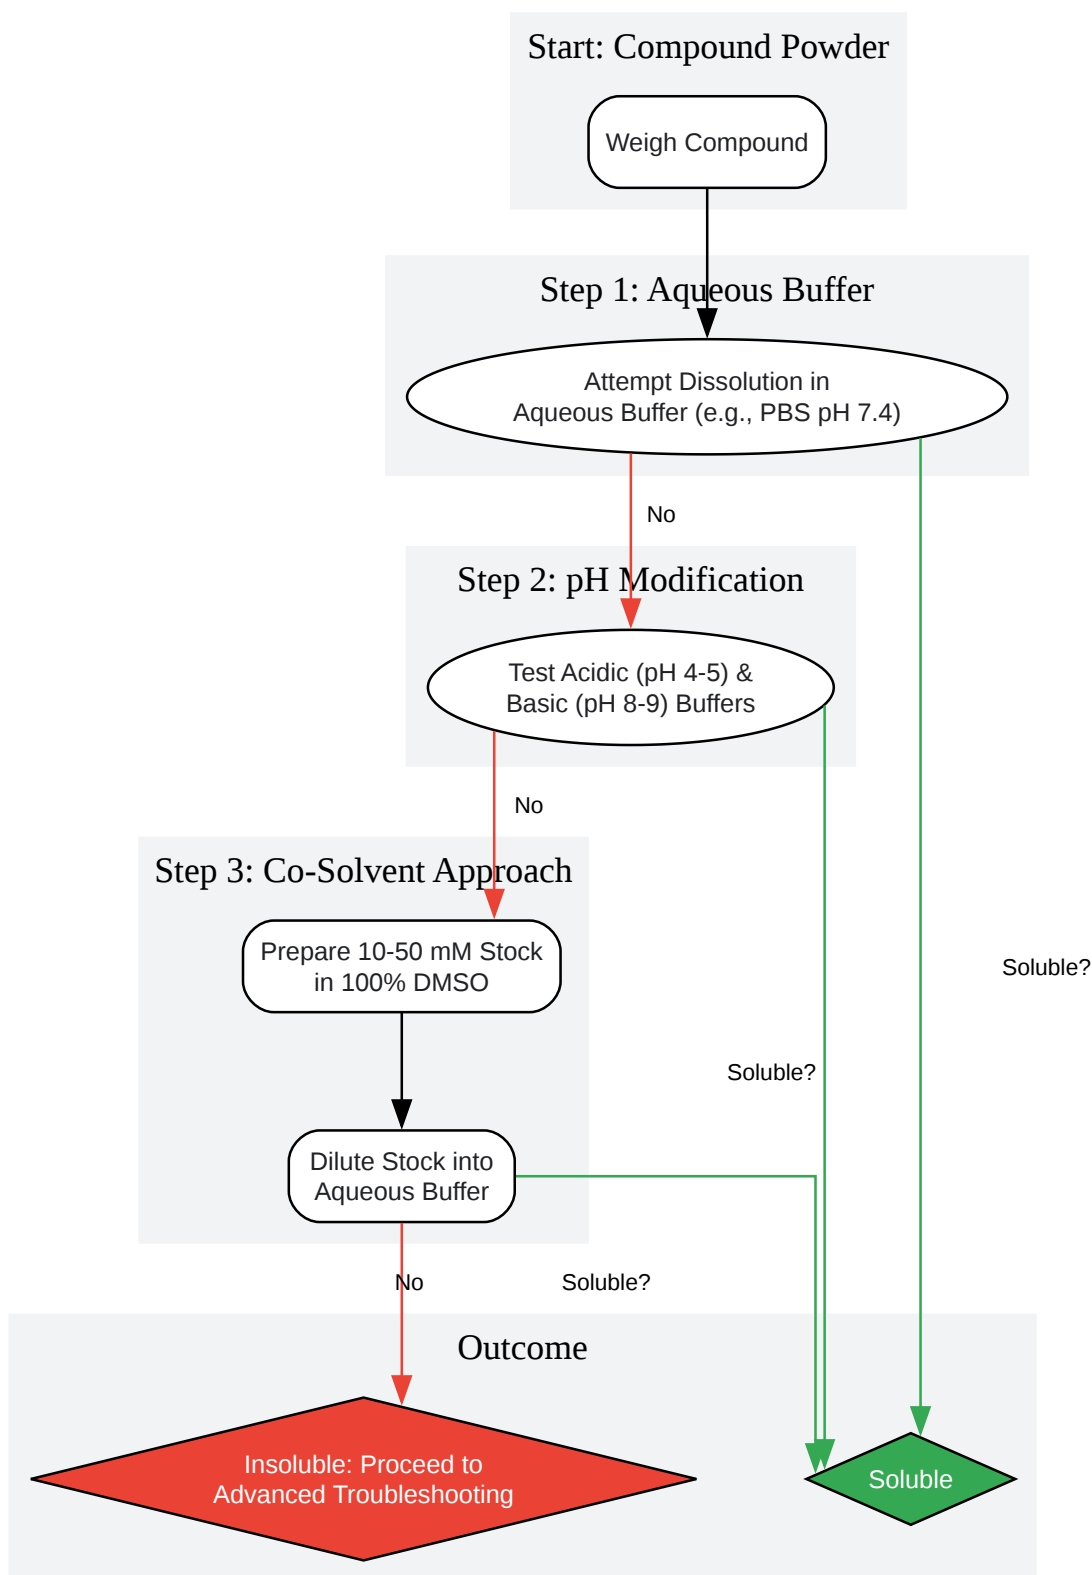 Start: Compound Powder
Weigh Compound
Step 1: Aqueous Buffer
Attempt Dissolution in
Aqueous Buffer (e.g., PBS pH 7.4)
No
Step 2: pH Modification
Test Acidic (pH 4-5) &
Basic (pH 8-9) Buffers
No
Step 3: Co-Solvent Approach
Prepare 10-50 mM Stock
in 100% DMSO
Soluble?
Soluble?
Dilute Stock into
Aqueous Buffer
No
Soluble?
Outcome
Insoluble: Proceed to
Advanced Troubleshooting
Soluble